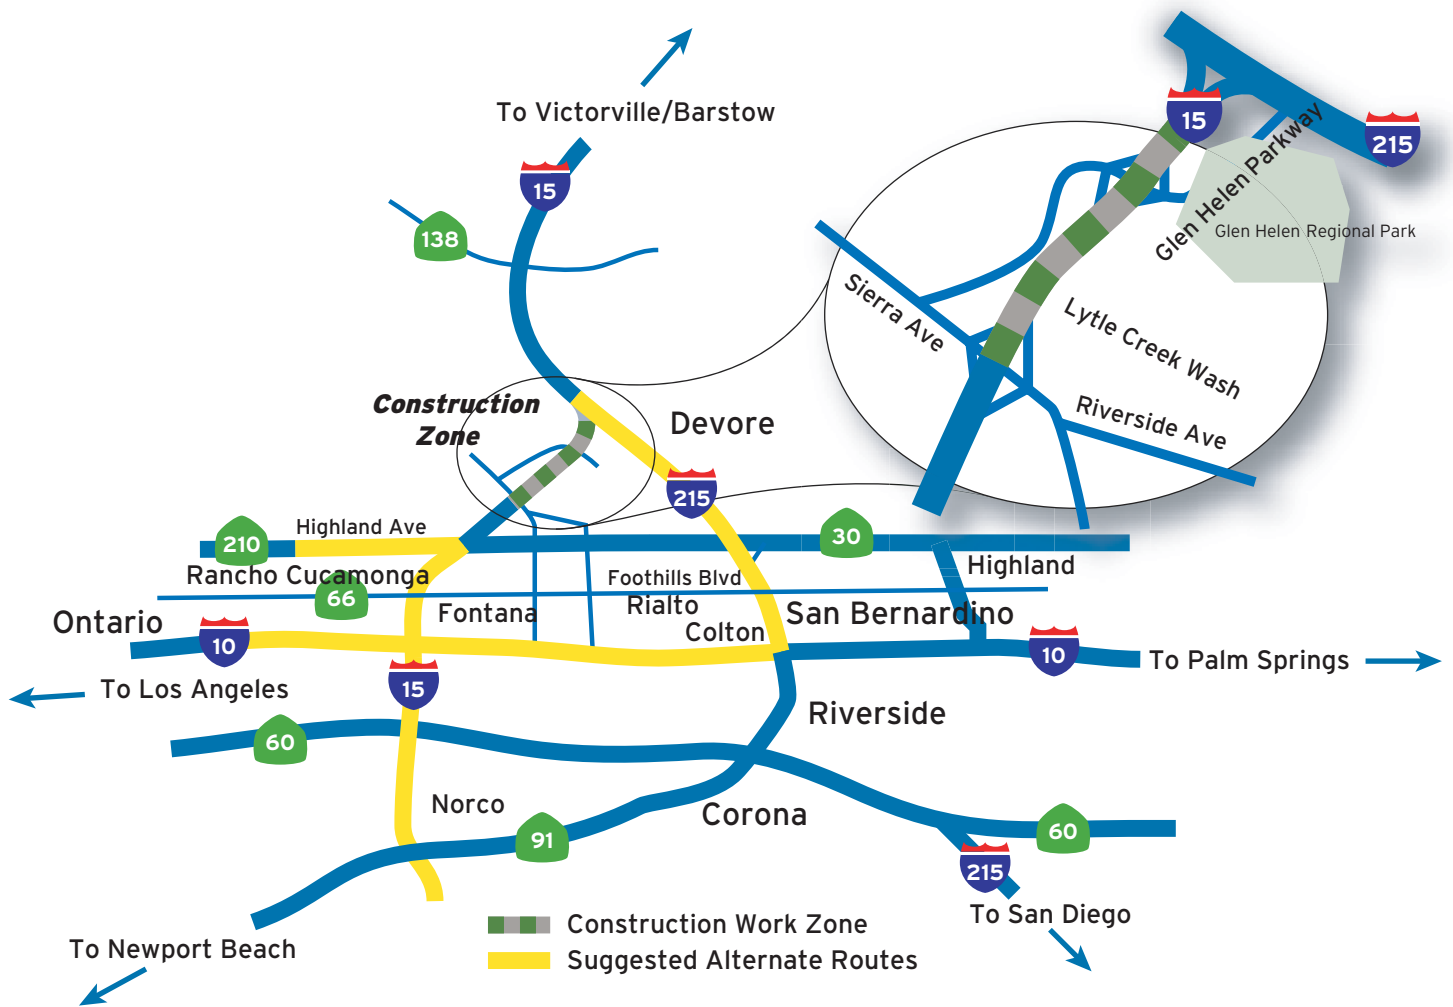 To Victorville/Barstow
15
138
15
215
Glen Helen Parkway
Glen Helen Regional Park
Sierra Ave
Lytle Creek Wash
Riverside Ave
Construction
Zone
Devore
215
210
Highland Ave
30
Rancho Cucamonga
66
Foothills Blvd
Highland
Ontario
Fontana
Rialto
San Bernardino
Colton
10
10
To Palm Springs
To Los Angeles
15
Riverside
60
Norco
Corona
91
60
215
To San Diego
To Newport Beach
Construction Work Zone
Suggested Alternate Routes